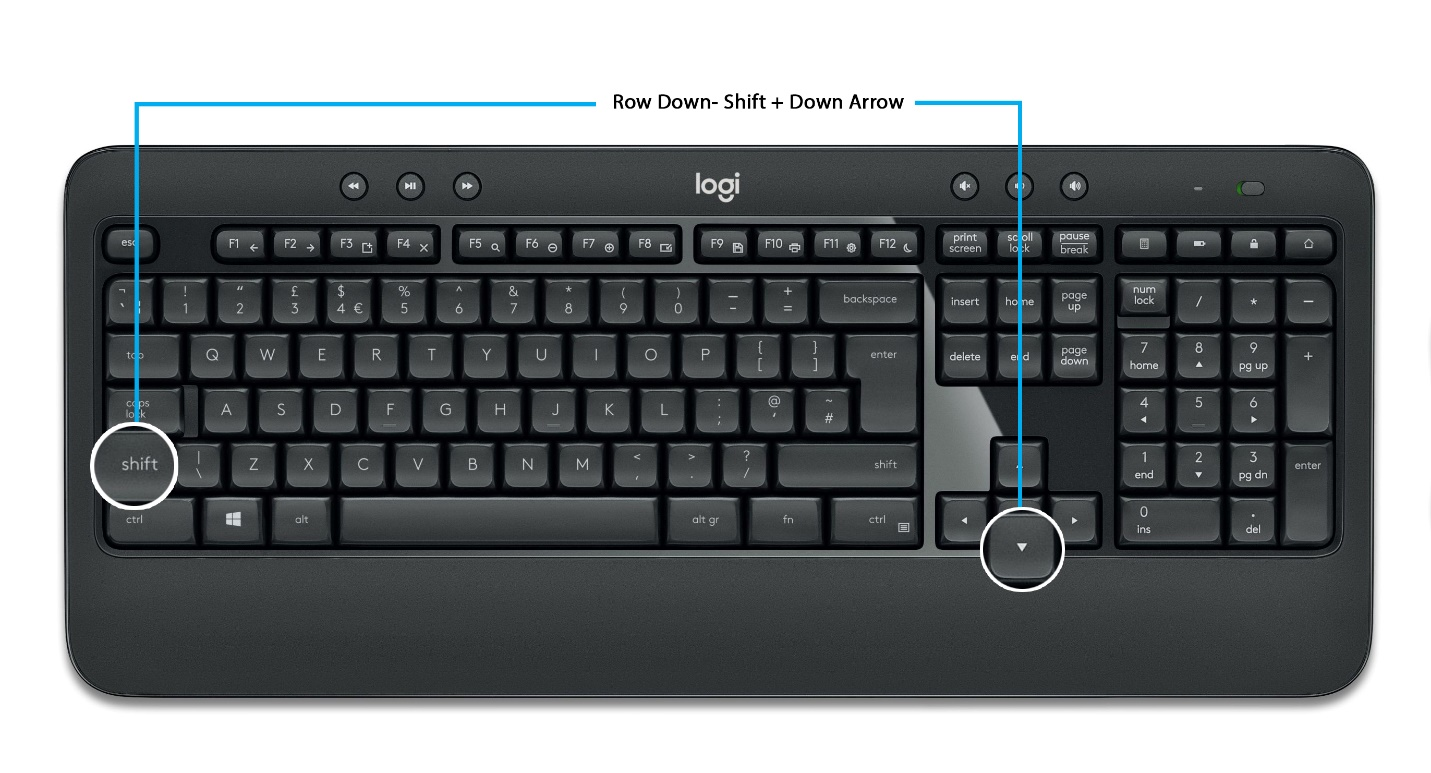 Row Down- Shift + Down Arrow
logi
esc F1 F2 F3 F4 F5 F6 F7 F8 F9 F10 F11 F12 print screen scroll lock pause break
¬ ` ¦ ! 1 “ 2 £ 3 $ 4 € % 5 ^ 6 & 7 * 8 ( 9 ) 0 _ - + = backspace insert home page up num lock / * -
tab Q W E R T Y U I O P { [ } ] enter delete end page down 7 home 8 9 pg up +
caps lock A S D F G H J K L : ; @ ' ~ # 4 5 6
shift | \ Z X C V B N M < , > . ? / shift 1 end 2 3 pg dn enter
ctrl alt alt gr fn ctrl 0 ins . del